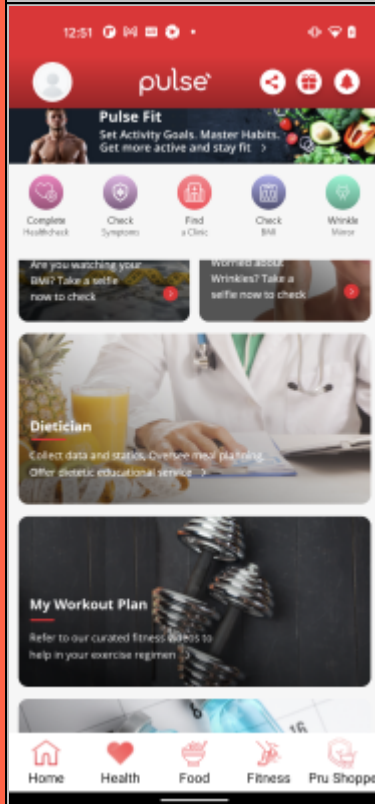 12:51
pulse
Pulse Fit
Set Activity Goals. Master Habits.
Get more active and stay fit >
Complete
Healthcheck
Check
Symptoms
Find
a Clinic
Check
BMI
Wrinkle
Mirror
Are you watching your
BMI? Take a selfie
now to check
Worried about
Wrinkles? Take a
selfie now to check
Dietician
Collect data and statics, Oversee meal planning,
Offer dietetic educational service >
My Workout Plan
Refer to our curated fitness videos to
help in your exercise regimen >
16
Home
Health
Food
Fitness
Pru Shoppe